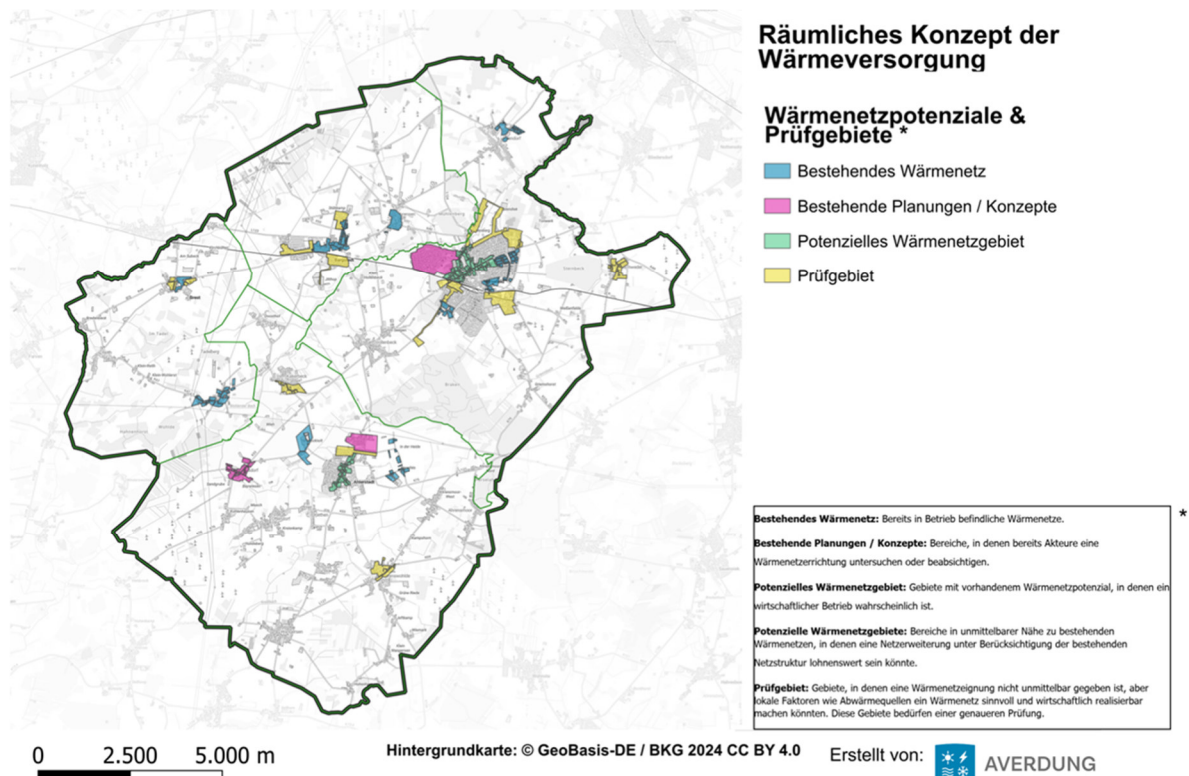 Räumliches Konzept der
Wärmeversorgung
Wärmenetzpotenziale &
Prüfgebiete *
Bestehendes Wärmenetz
Bestehende Planungen / Konzepte
Potenzielles Wärmenetzgebiet
Prüfgebiet
*
Bestehendes Wärmenetz: Bereits in Betrieb befindliche Wärmenetze.
Bestehende Planungen / Konzepte: Bereiche, in denen bereits Akteure eine
Wärmenetzerrichtung untersuchen oder beabsichtigen.
Potenzielles Wärmenetzgebiet: Gebiete mit vorhandenem Wärmenetzpotenzial, in denen ein
wirtschaftlicher Betrieb wahrscheinlich ist.
Potenzielle Wärmenetzgebiete: Bereiche in unmittelbarer Nähe zu bestehenden
Wärmenetzen, in denen eine Netzerweiterung unter Berücksichtigung der bestehenden
Netzstruktur lohnenswert sein könnte.
Prüfgebiet: Gebiete, in denen eine Wärmenetzeignung nicht unmittelbar gegeben ist, aber
lokale Faktoren wie Abwärmequellen ein Wärmenetz sinnvoll und wirtschaftlich realisierbar
machen könnten. Diese Gebiete bedürfen einer genaueren Prüfung.
0 2.500 5.000 m
Hintergrundkarte: © GeoBasis-DE / BKG 2024 CC BY 4.0
Erstellt von:
AVERDUNG